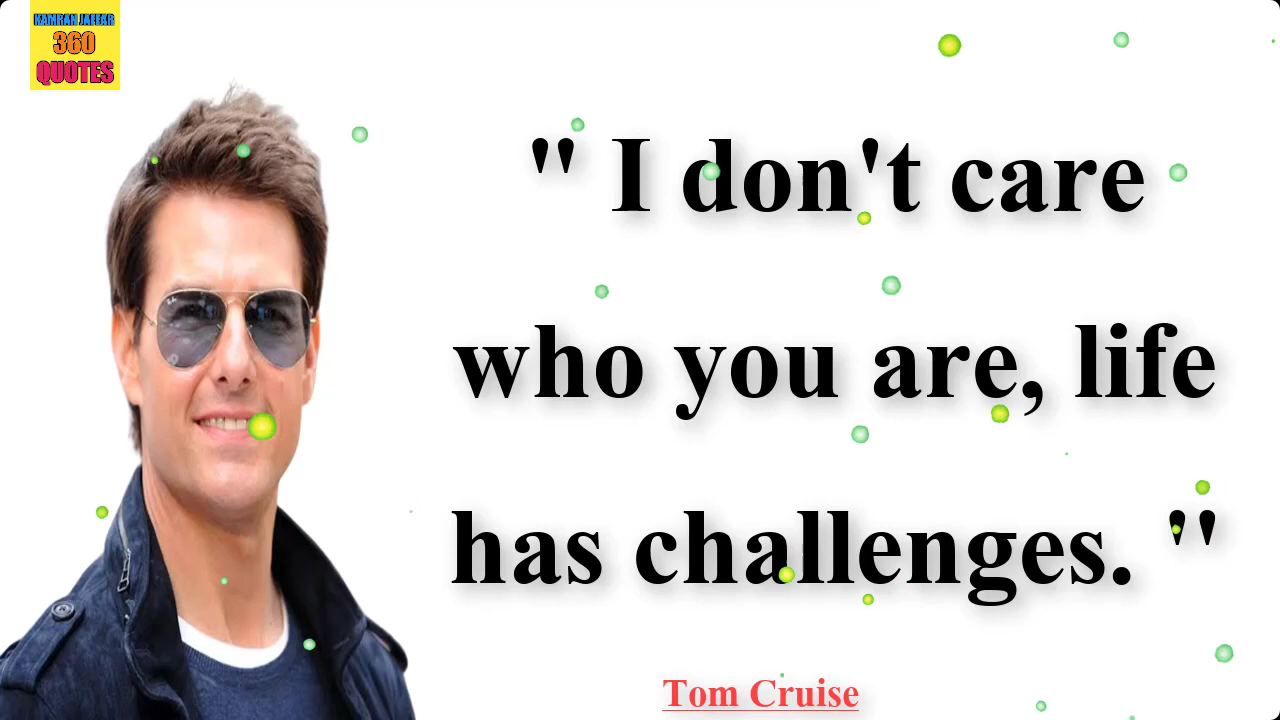 KAMRAN JAFFAR
360
QUOTES
" I don't care
who you are, life
has challenges. "
Tom Cruise